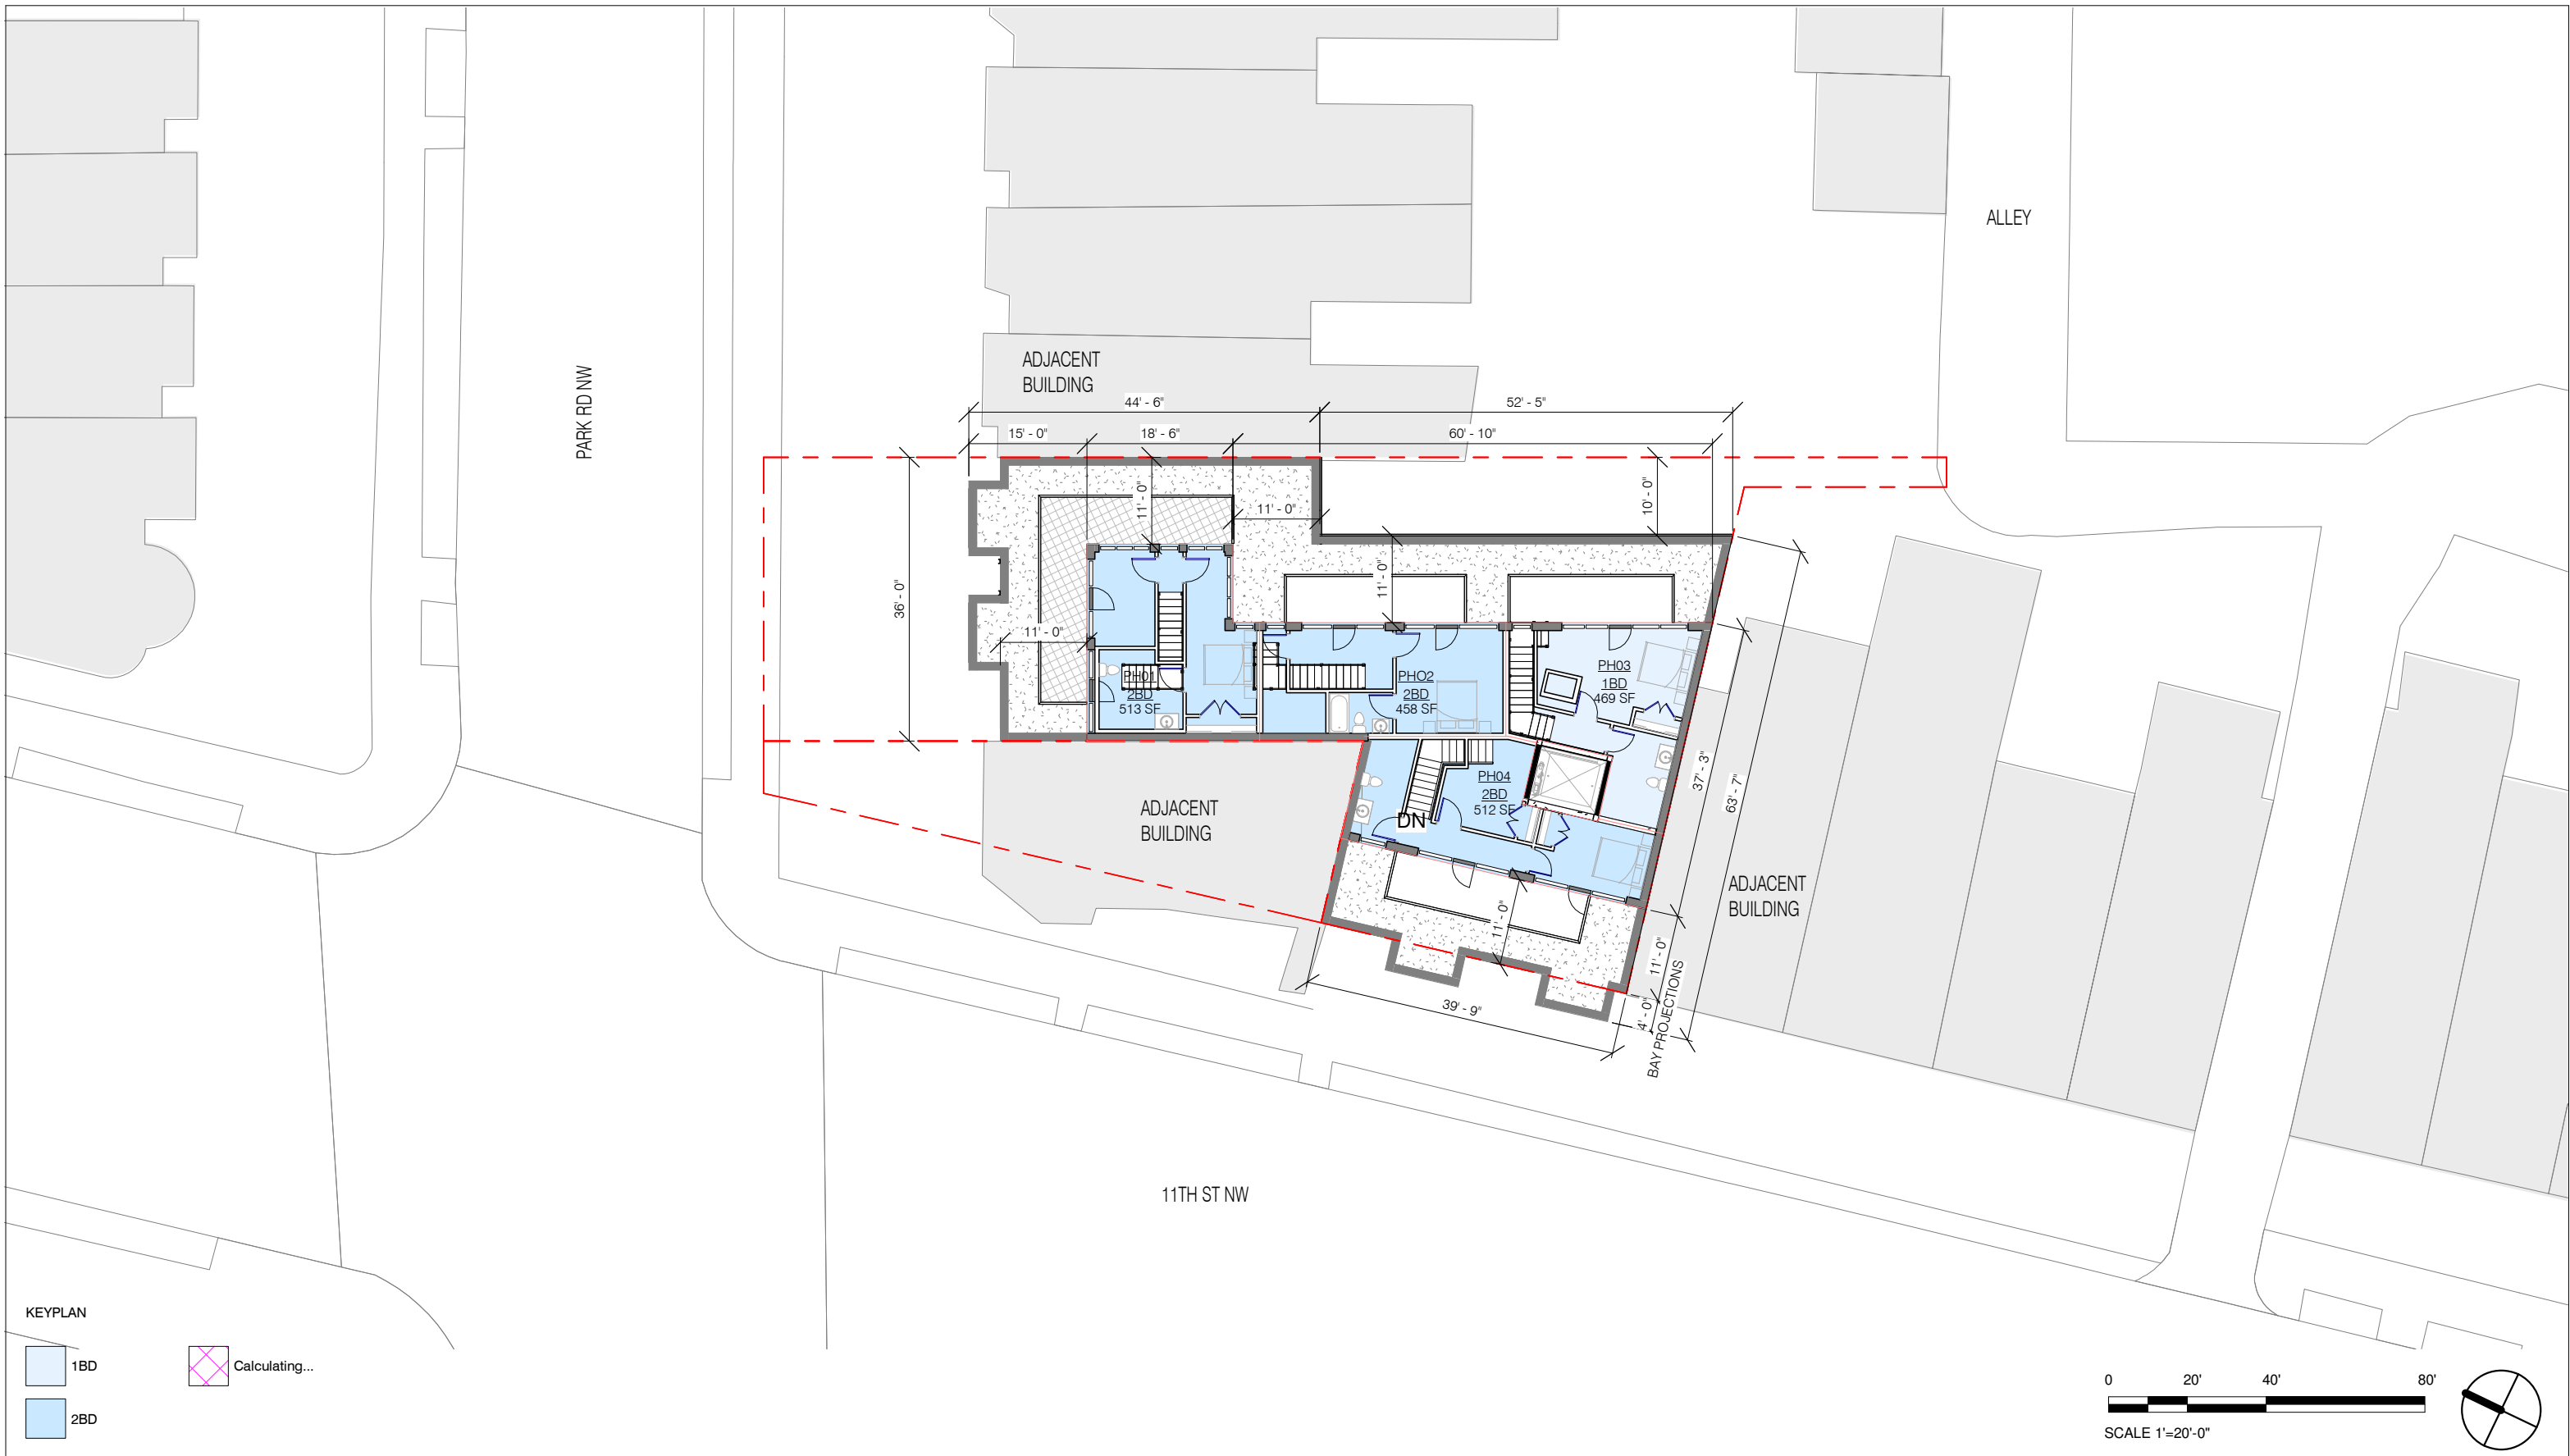 ALLEY
PARK RD NW
ADJACENT
BUILDING
44' - 6"
52' - 5"
15' - 0"
18' - 6"
60' - 10"
36' - 0"
11' - 0"
11' - 0"
10' - 0"
11' - 0"
11' - 0"
PH01
2BD
513 SF
PHO2
2BD
458 SF
PH03
1BD
469 SF
PH04
2BD
512 SF
DN
37' - 3"
63' - 7"
ADJACENT
BUILDING
ADJACENT
BUILDING
11' - 0"
11' - 0"
4' - 0"
BAY PROJECTIONS
39' - 9"
11TH ST NW
KEYPLAN
1BD
Calculating...
2BD
0 20' 40' 80'
SCALE 1'=20'-0"